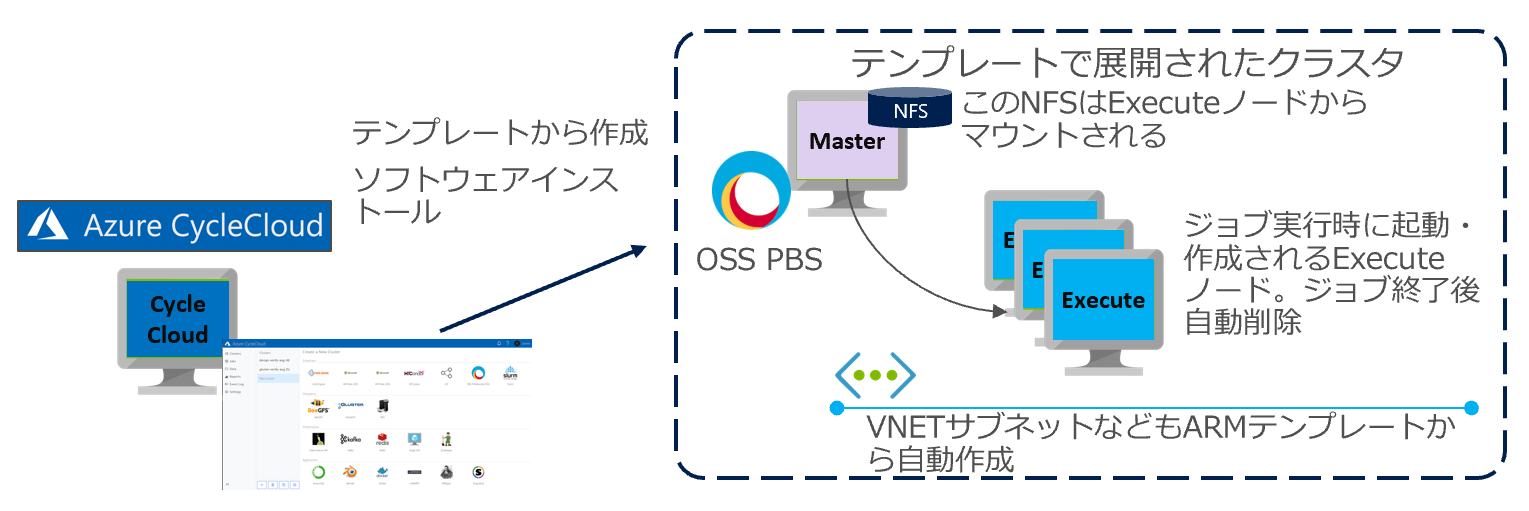 テンプレートから作成
ソフトウェアインス
トール
Azure CycleCloud
Cycle
Cloud
Azure CycleCloud
Create a New Cluster
BeeGFS
GLUSTER
kafka
redis
docker
slurm
テンプレートで展開されたクラスタ
NFS
このNFSはExecuteノードから
マウントされる
Master
OSS PBS
E
E
Execute
ジョブ実行時に起動・
作成されるExecute
ノード。ジョブ終了後
自動削除
VNETサブネットなどもARMテンプレートか
ら自動作成